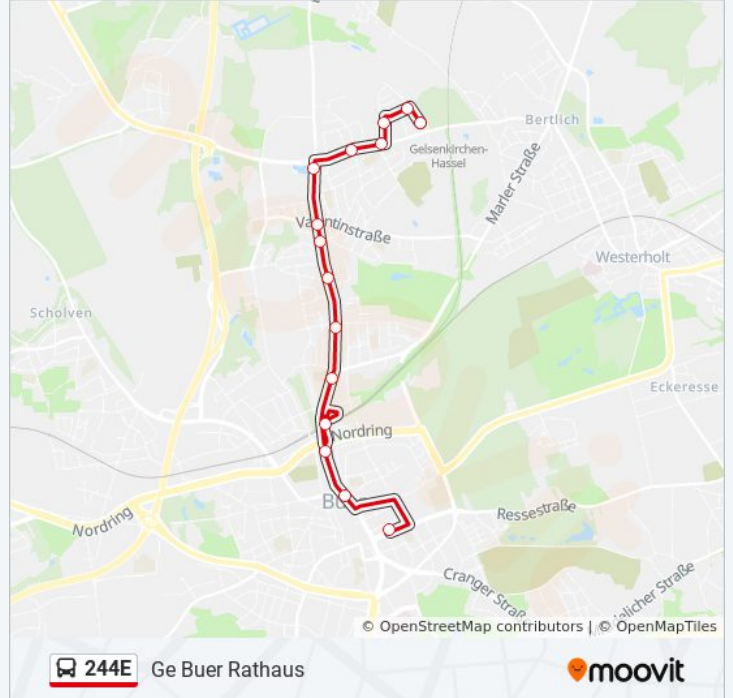 Bertlich
Gelsenkirchen-
Hassel
Marler Straße
Valentinstraße
Westerholt
Scholven
Eckeresse
Nordring
Ressestraße
Nordring
Cranger Straße
© OpenStreetMap contributors | © OpenMapTiles
244E Ge Buer Rathaus
moovit